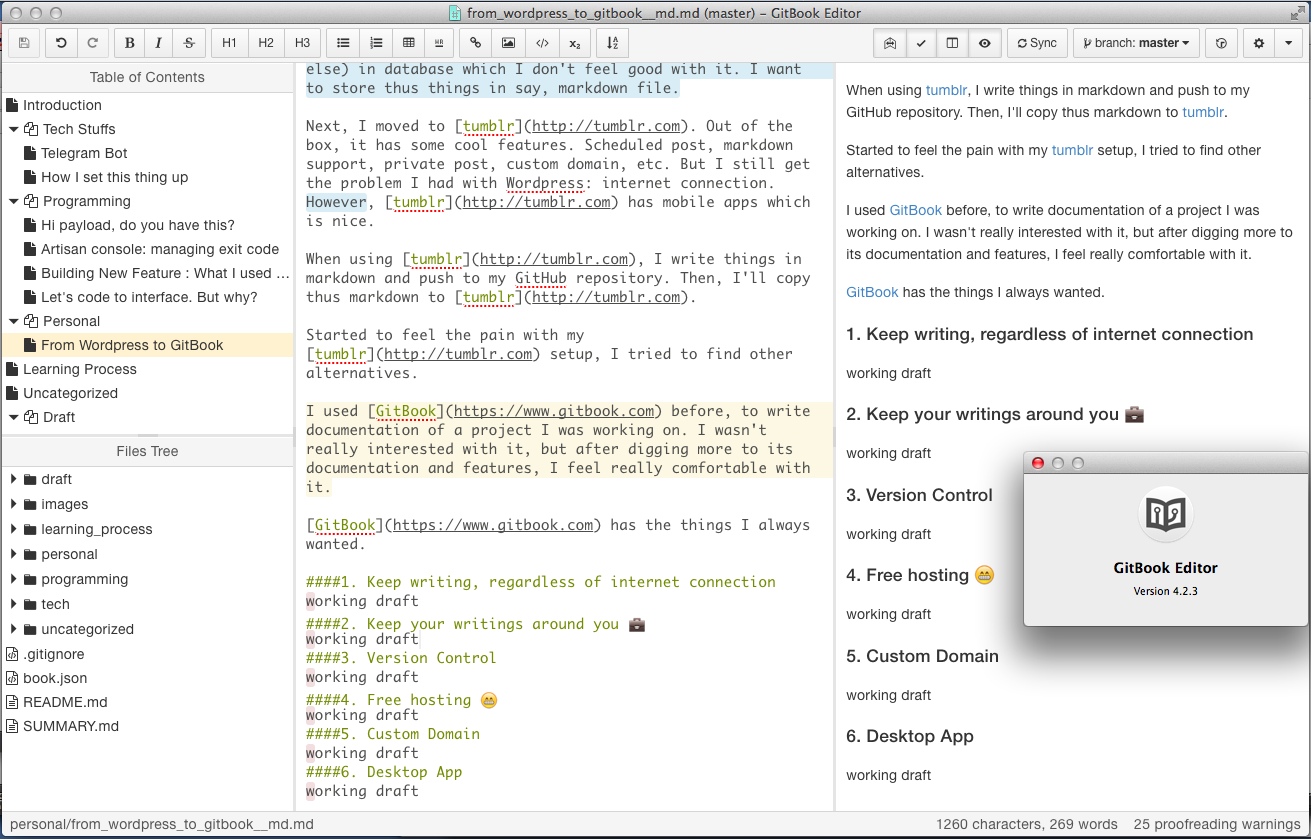 from_wordpress_to_gitbook__md.md (master) – GitBook Editor
B I S H1 H2 H3 HR x₂ Sync branch: master
Table of Contents
Introduction
Tech Stuffs
Telegram Bot
How I set this thing up
Programming
Hi payload, do you have this?
Artisan console: managing exit code
Building New Feature : What I used ...
Let's code to interface. But why?
Personal
From Wordpress to GitBook
Learning Process
Uncategorized
Draft
Files Tree
draft
images
learning_process
personal
programming
tech
uncategorized
.gitignore
book.json
README.md
SUMMARY.md
else) in database which I don't feel good with it. I want
to store thus things in say, markdown file.
Next, I moved to [tumblr](http://tumblr.com). Out of the
box, it has some cool features. Scheduled post, markdown
support, private post, custom domain, etc. But I still get
the problem I had with Wordpress: internet connection.
However, [tumblr](http://tumblr.com) has mobile apps which
is nice.
When using [tumblr](http://tumblr.com), I write things in
markdown and push to my GitHub repository. Then, I'll copy
thus markdown to [tumblr](http://tumblr.com).
Started to feel the pain with my
[tumblr](http://tumblr.com) setup, I tried to find other
alternatives.
I used [GitBook](https://www.gitbook.com) before, to write
documentation of a project I was working on. I wasn't
really interested with it, but after digging more to its
documentation and features, I feel really comfortable with
it.
[GitBook](https://www.gitbook.com) has the things I always
wanted.
####1. Keep writing, regardless of internet connection
working draft
####2. Keep your writings around you 💼
working draft
####3. Version Control
working draft
####4. Free hosting 😁
working draft
####5. Custom Domain
working draft
####6. Desktop App
working draft
When using tumblr, I write things in markdown and push to my
GitHub repository. Then, I'll copy thus markdown to tumblr.
Started to feel the pain with my tumblr setup, I tried to find other
alternatives.
I used GitBook before, to write documentation of a project I was
working on. I wasn't really interested with it, but after digging more to
its documentation and features, I feel really comfortable with it.
GitBook has the things I always wanted.
1. Keep writing, regardless of internet connection
working draft
2. Keep your writings around you 💼
working draft
3. Version Control
working draft
4. Free hosting 😁
working draft
5. Custom Domain
working draft
6. Desktop App
working draft
GitBook Editor
Version 4.2.3
personal/from_wordpress_to_gitbook__md.md
1260 characters, 269 words 25 proofreading warnings